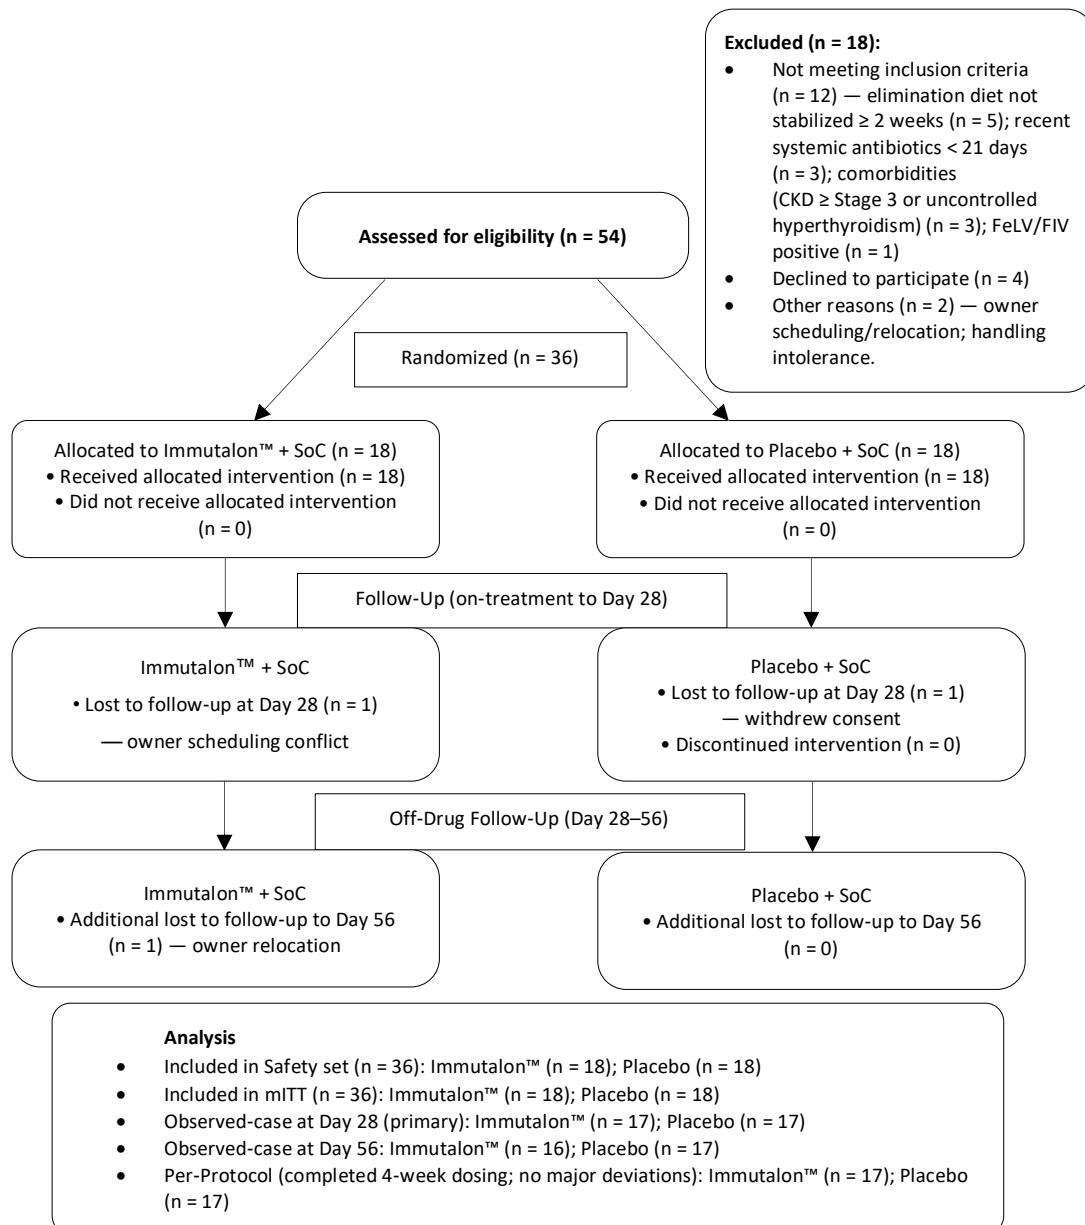 Excluded (n = 18):
• Not meeting inclusion criteria
(n = 12) — elimination diet not
stabilized ≥ 2 weeks (n = 5); recent
systemic antibiotics < 21 days
(n = 3); comorbidities
(CKD ≥ Stage 3 or uncontrolled
hyperthyroidism) (n = 3); FeLV/FIV
positive (n = 1)
• Declined to participate (n = 4)
• Other reasons (n = 2) — owner
scheduling/relocation; handling
intolerance.
Assessed for eligibility (n = 54)
Randomized (n = 36)
Allocated to Immutalon™ + SoC (n = 18)
• Received allocated intervention (n = 18)
• Did not receive allocated intervention
(n = 0)
Allocated to Placebo + SoC (n = 18)
• Received allocated intervention (n = 18)
• Did not receive allocated intervention
(n = 0)
Follow-Up (on-treatment to Day 28)
Immutalon™ + SoC
• Lost to follow-up at Day 28 (n = 1)
— owner scheduling conflict
Placebo + SoC
• Lost to follow-up at Day 28 (n = 1)
— withdrew consent
• Discontinued intervention (n = 0)
Off-Drug Follow-Up (Day 28–56)
Immutalon™ + SoC
• Additional lost to follow-up to Day 56
(n = 1) — owner relocation
Placebo + SoC
• Additional lost to follow-up to Day 56
(n = 0)
Analysis
• Included in Safety set (n = 36): Immutalon™ (n = 18); Placebo (n = 18)
• Included in mITT (n = 36): Immutalon™ (n = 18); Placebo (n = 18)
• Observed-case at Day 28 (primary): Immutalon™ (n = 17); Placebo (n = 17)
• Observed-case at Day 56: Immutalon™ (n = 16); Placebo (n = 17)
• Per-Protocol (completed 4-week dosing; no major deviations): Immutalon™ (n = 17); Placebo
(n = 17)